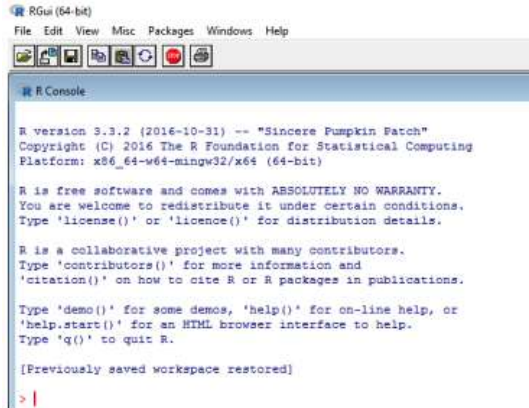 RGui (64-bit)
File Edit View Misc Packages Windows Help
STOP
R Console
R version 3.3.2 (2016-10-31) -- "Sincere Pumpkin Patch"
Copyright (C) 2016 The R Foundation for Statistical Computing
Platform: x86_64-w64-mingw32/x64 (64-bit)
R is free software and comes with ABSOLUTELY NO WARRANTY.
You are welcome to redistribute it under certain conditions.
Type 'license()' or 'licence()' for distribution details.
R is a collaborative project with many contributors.
Type 'contributors()' for more information and
'citation()' on how to cite R or R packages in publications.
Type 'demo()' for some demos, 'help()' for on-line help, or
'help.start()' for an HTML browser interface to help.
Type 'q()' to quit R.
[Previously saved workspace restored]
>